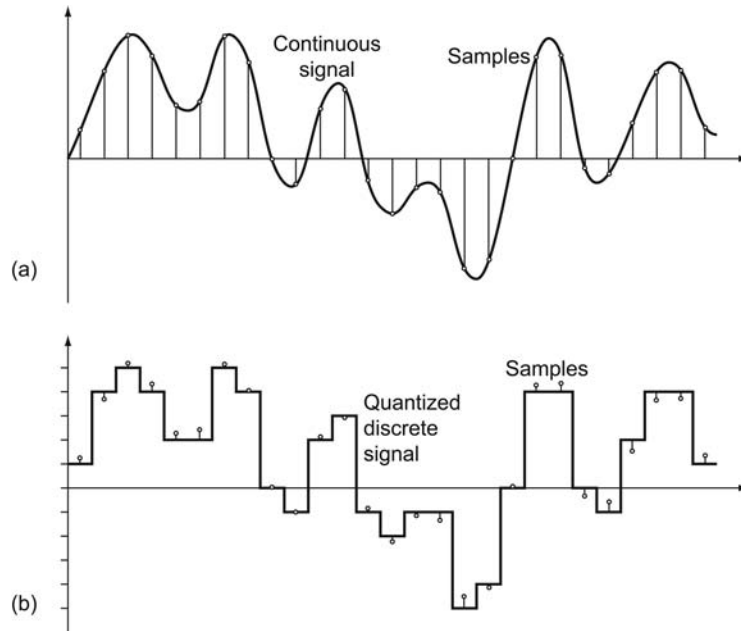 Continuous
signal
Samples
(a)
Samples
Quantized
discrete
signal
(b)